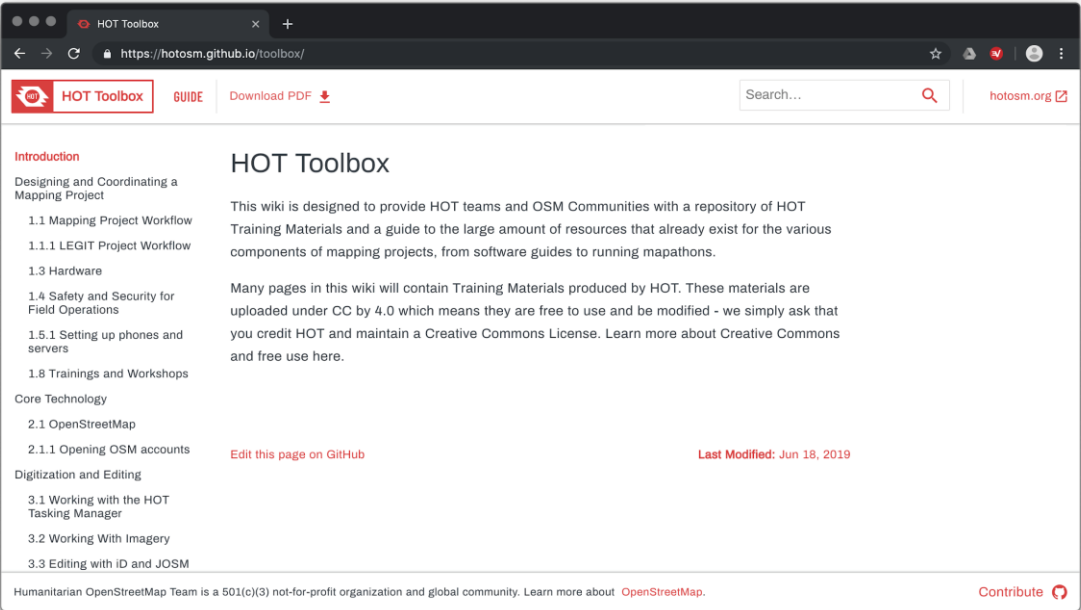 HOT Toolbox
https://hotosm.github.io/toolbox/
HOT
HOT Toolbox
GUIDE
Download PDF
Search...
hotosm.org
Introduction
Designing and Coordinating a
Mapping Project
1.1 Mapping Project Workflow
1.1.1 LEGIT Project Workflow
1.3 Hardware
1.4 Safety and Security for
Field Operations
1.5.1 Setting up phones and
servers
1.8 Trainings and Workshops
Core Technology
2.1 OpenStreetMap
2.1.1 Opening OSM accounts
Digitization and Editing
3.1 Working with the HOT
Tasking Manager
3.2 Working With Imagery
3.3 Editing with iD and JOSM
HOT Toolbox
This wiki is designed to provide HOT teams and OSM Communities with a repository of HOT
Training Materials and a guide to the large amount of resources that already exist for the various
components of mapping projects, from software guides to running mapathons.
Many pages in this wiki will contain Training Materials produced by HOT. These materials are
uploaded under CC by 4.0 which means they are free to use and be modified - we simply ask that
you credit HOT and maintain a Creative Commons License. Learn more about Creative Commons
and free use here.
Edit this page on GitHub
Last Modified: Jun 18, 2019
Humanitarian OpenStreetMap Team is a 501(c)(3) not-for-profit organization and global community. Learn more about OpenStreetMap.
Contribute